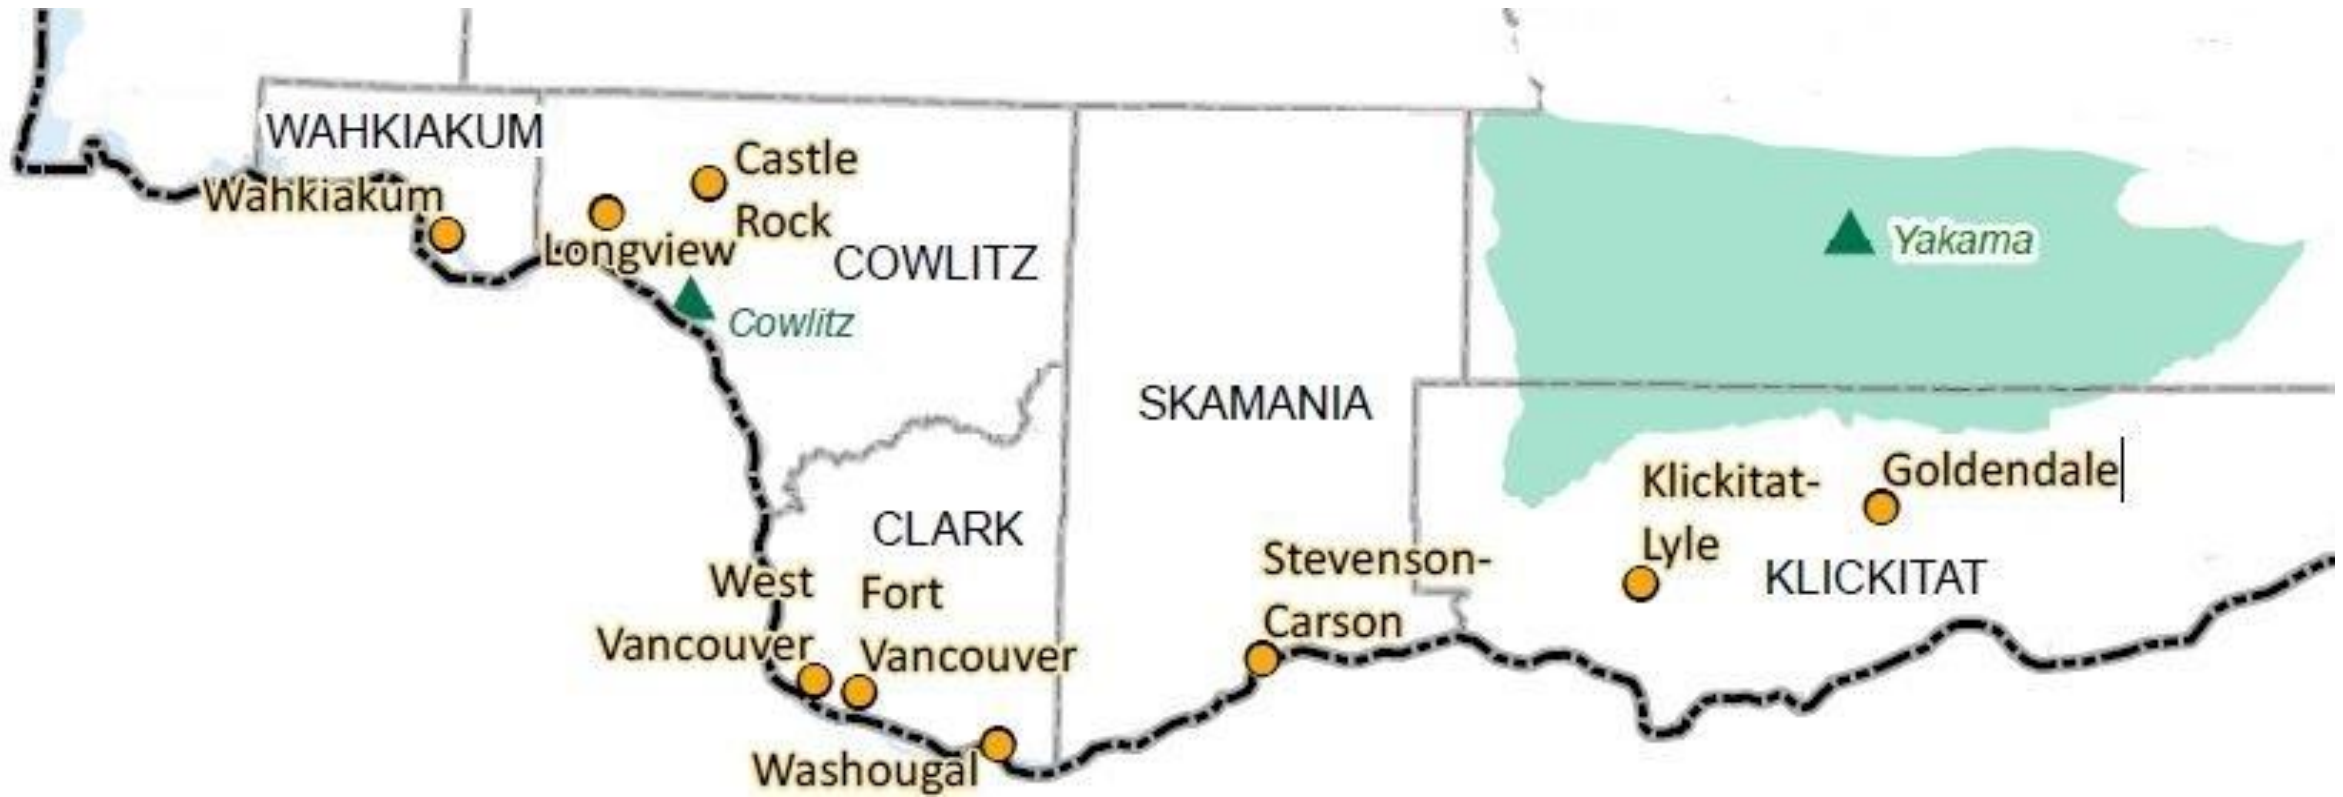 WAHKIAKUM
Wahkiakum
Castle
Rock
Longview
COWLITZ
Cowlitz
Yakama
SKAMANIA
CLARK
West
Vancouver
Fort
Vancouver
Washougal
Stevenson-
Carson
Klickitat-
Lyle
Goldendale
KLICKITAT